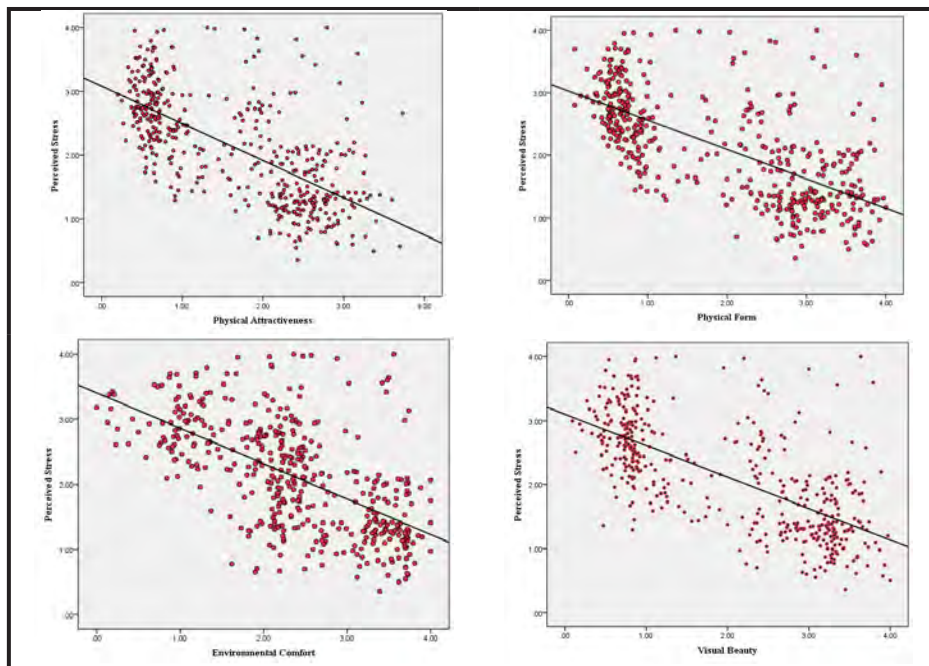 4.00
3.00
2.00
1.00
.00
Perceived Stress
.00 1.00 2.00 3.00 4.00
Physical Attractiveness
4.00
3.00
2.00
1.00
.00
Perceived Stress
.00 1.00 2.00 3.00 4.00
Physical Form
4.00
3.00
2.00
1.00
.00
Perceived Stress
.00 1.00 2.00 3.00 4.00
Environmental Comfort
4.00
3.00
2.00
1.00
.00
Perceived Stress
.00 1.00 2.00 3.00 4.00
Visual Beauty